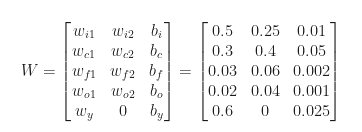 W = [ w_{i1} w_{i2} b_i ; w_{c1} w_{c2} b_c ; w_{f1} w_{f2} b_f ; w_{o1} w_{o2} b_o ; w_y 0 b_y ] = [ 0.5 0.25 0.01 ; 0.3 0.4 0.05 ; 0.03 0.06 0.002 ; 0.02 0.04 0.001 ; 0.6 0 0.025 ]